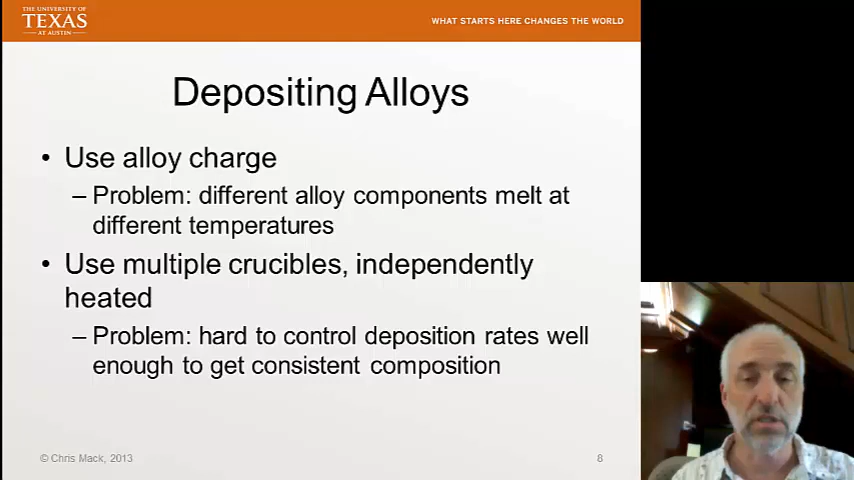 THE UNIVERSITY OF
TEXAS
AT AUSTIN
WHAT STARTS HERE CHANGES THE WORLD
Depositing Alloys
• Use alloy charge
– Problem: different alloy components melt at
different temperatures
• Use multiple crucibles, independently
heated
– Problem: hard to control deposition rates well
enough to get consistent composition
© Chris Mack, 2013
8